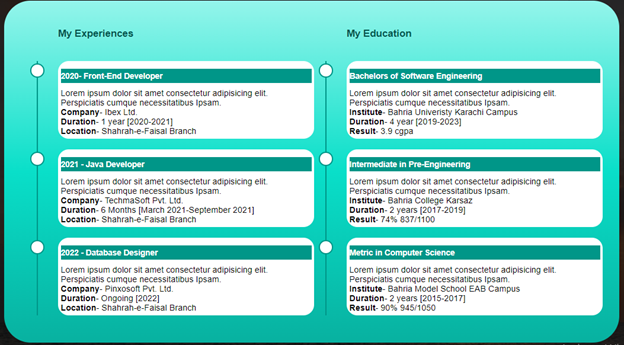 My Experiences
2020- Front-End Developer
Lorem ipsum dolor sit amet consectetur adipisicing elit.
Perspiciatis cumque necessitatibus Ipsam.
Company- Ibex Ltd.
Duration- 1 year [2020-2021]
Location- Shahrah-e-Faisal Branch
2021 - Java Developer
Lorem ipsum dolor sit amet consectetur adipisicing elit.
Perspiciatis cumque necessitatibus Ipsam.
Company- TechmaSoft Pvt. Ltd.
Duration- 6 Months [March 2021-September 2021]
Location- Shahrah-e-Faisal Branch
2022 - Database Designer
Lorem ipsum dolor sit amet consectetur adipisicing elit.
Perspiciatis cumque necessitatibus Ipsam.
Company- Pinxosoft Pvt. Ltd.
Duration- Ongoing [2022]
Location- Shahrah-e-Faisal Branch
My Education
Bachelors of Software Engineering
Lorem ipsum dolor sit amet consectetur adipisicing elit.
Perspiciatis cumque necessitatibus Ipsam.
Institute- Bahria Univeristy Karachi Campus
Duration- 4 year [2019-2023]
Result- 3.9 cgpa
Intermediate in Pre-Engineering
Lorem ipsum dolor sit amet consectetur adipisicing elit.
Perspiciatis cumque necessitatibus Ipsam.
Institute- Bahria College Karsaz
Duration- 2 years [2017-2019]
Result- 74% 837/1100
Metric in Computer Science
Lorem ipsum dolor sit amet consectetur adipisicing elit.
Perspiciatis cumque necessitatibus Ipsam.
Institute- Bahria Model School EAB Campus
Duration- 2 years [2015-2017]
Result- 90% 945/1050